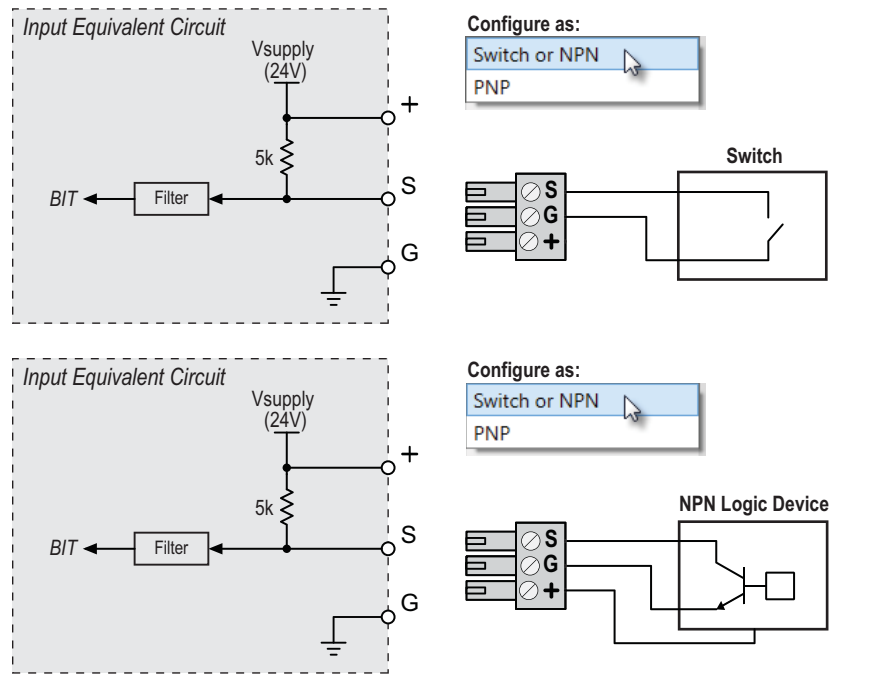 Input Equivalent Circuit
Vsupply
(24V)
+
5k
S
BIT
Filter
G
Configure as:
Switch or NPN
PNP
Switch
S
G
+
Input Equivalent Circuit
Vsupply
(24V)
+
5k
S
BIT
Filter
G
Configure as:
Switch or NPN
PNP
NPN Logic Device
S
G
+